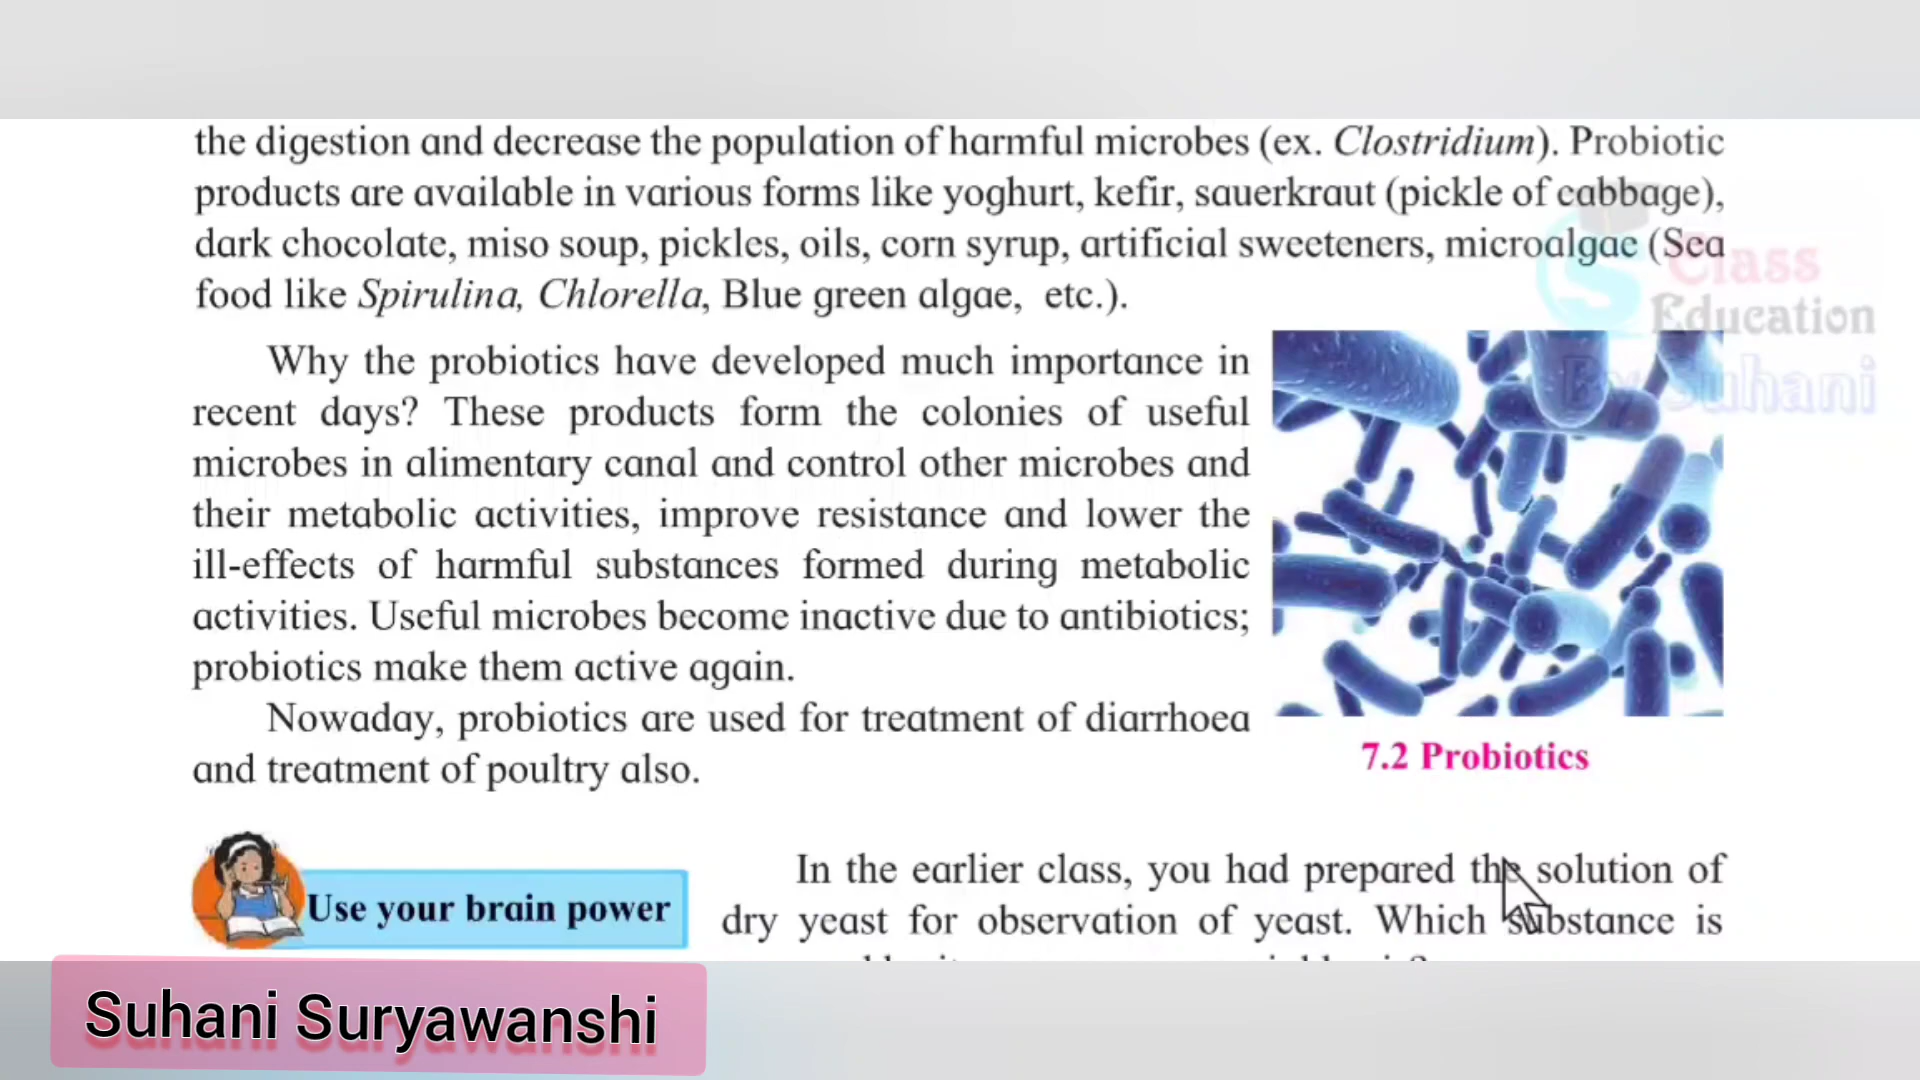 the digestion and decrease the population of harmful microbes (ex. Clostridium). Probiotic
products are available in various forms like yoghurt, kefir, sauerkraut (pickle of cabbage),
dark chocolate, miso soup, pickles, oils, corn syrup, artificial sweeteners, microalgae (Sea
food like Spirulina, Chlorella, Blue green algae, etc.).
Class
Education
By Suhani
Why the probiotics have developed much importance in
recent days? These products form the colonies of useful
microbes in alimentary canal and control other microbes and
their metabolic activities, improve resistance and lower the
ill-effects of harmful substances formed during metabolic
activities. Useful microbes become inactive due to antibiotics;
probiotics make them active again.
Nowaday, probiotics are used for treatment of diarrhoea
and treatment of poultry also.
7.2 Probiotics
Use your brain power
In the earlier class, you had prepared the solution of
dry yeast for observation of yeast. Which substance is
Suhani Suryawanshi